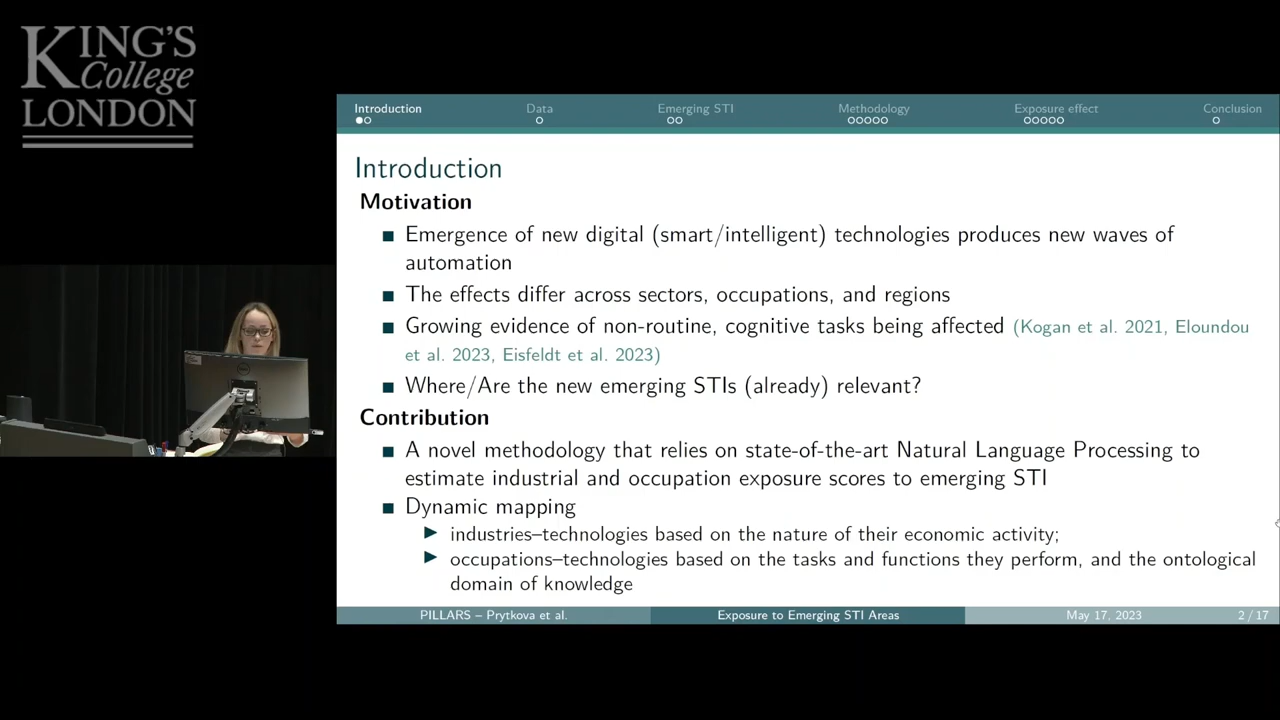 KING'S
College
LONDON
Introduction Data Emerging STI Methodology Exposure effect Conclusion
Introduction
Motivation
Emergence of new digital (smart/intelligent) technologies produces new waves of
automation
The effects differ across sectors, occupations, and regions
Growing evidence of non-routine, cognitive tasks being affected (Kogan et al. 2021, Eloundou
et al. 2023, Eisfeldt et al. 2023)
Where/Are the new emerging STIs (already) relevant?
Contribution
A novel methodology that relies on state-of-the-art Natural Language Processing to
estimate industrial and occupation exposure scores to emerging STI
Dynamic mapping
industries–technologies based on the nature of their economic activity;
occupations–technologies based on the tasks and functions they perform, and the ontological
domain of knowledge
PILLARS – Prytkova et al. Exposure to Emerging STI Areas May 17, 2023 2 / 17